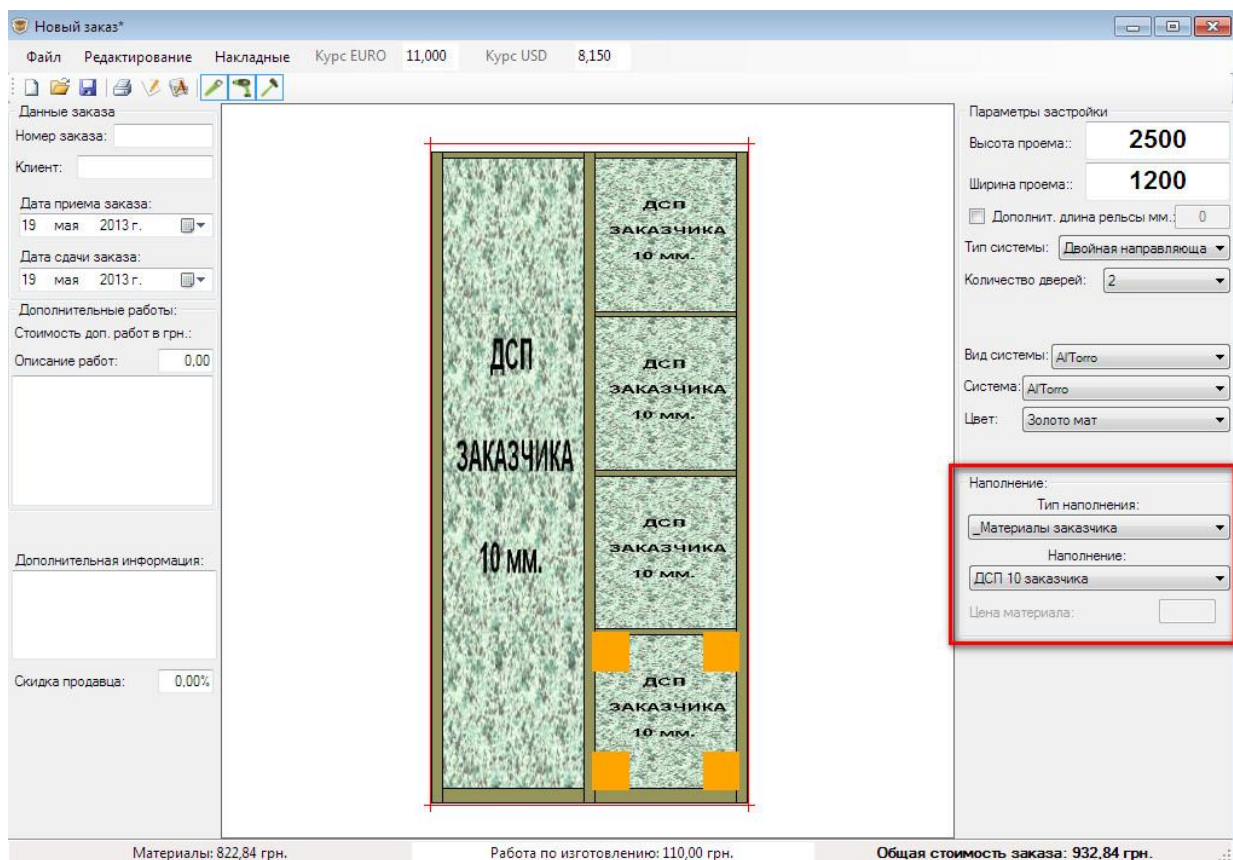 Новый заказ*
Файл Редактирование Накладные Курс EURO 11,000 Курс USD 8,150
Данные заказа
Номер заказа:
Клиент:
Дата приема заказа:
19 мая 2013 г.
Дата сдачи заказа:
19 мая 2013 г.
Дополнительные работы:
Стоимость доп. работ в грн.:
Описание работ: 0,00
Дополнительная информация:
Скидка продавца: 0,00%
ДСП
ЗАКАЗЧИКА
10 мм.
ДСП
ЗАКАЗЧИКА
10 мм.
ДСП
ЗАКАЗЧИКА
10 мм.
ДСП
ЗАКАЗЧИКА
10 мм.
ДСП
ЗАКАЗЧИКА
10 мм.
Параметры застройки
Высота проема:: 2500
Ширина проема:: 1200
Дополнит. длина рельсы мм.: 0
Тип системы: Двойная направляюща
Количество дверей: 2
Вид системы: Al'Torro
Система: Al'Torro
Цвет: Золото мат
Наполнение:
Тип наполнения:
_Материалы заказчика
Наполнение:
ДСП 10 заказчика
Цена материала:
Материалы: 822,84 грн. Работа по изготовлению: 110,00 грн. Общая стоимость заказа: 932,84 грн.